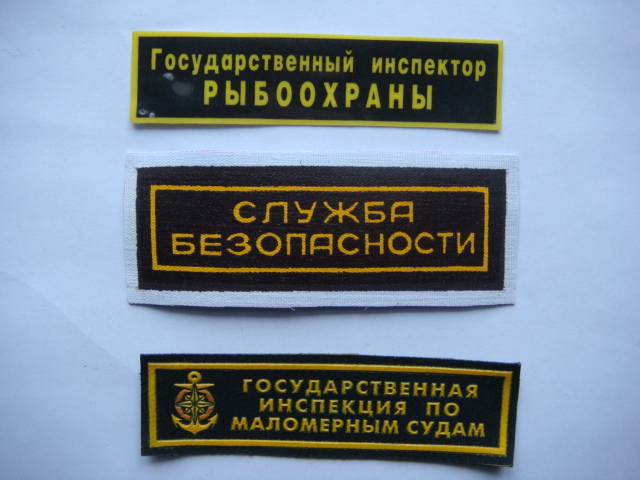 Государственный инспектор
РЫБООХРАНЫ
СЛУЖБА
БЕЗОПАСНОСТИ
ГОСУДАРСТВЕННАЯ
ИНСПЕКЦИЯ ПО
МАЛОМЕРНЫМ СУДАМ